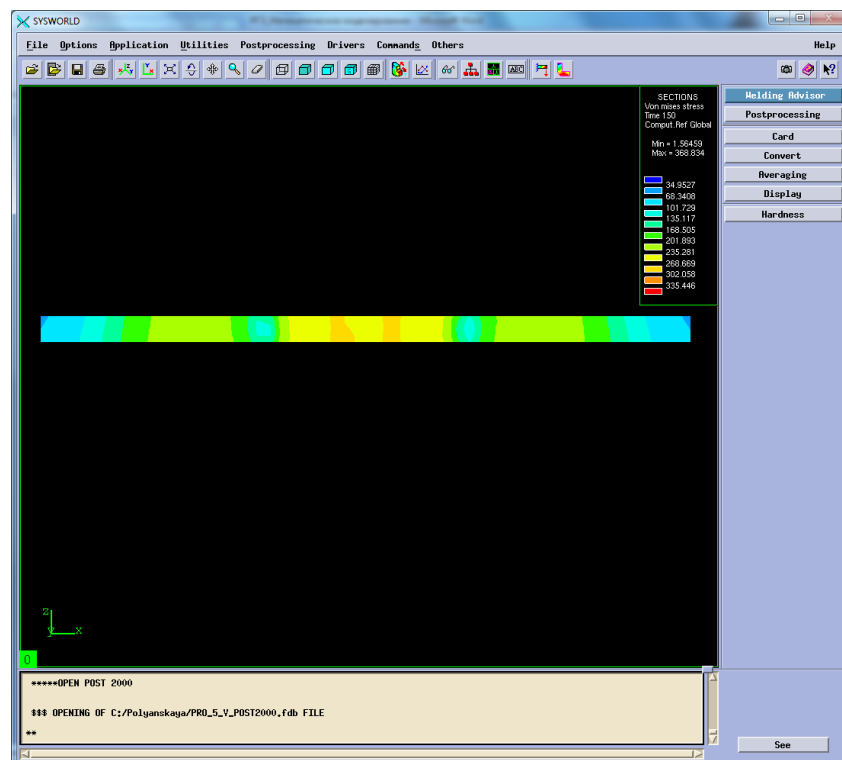 SYSWORLD
File Options Application Utilities Postprocessing Drivers Commands Others Help
ABC
SECTIONS
Von mises stress
Time 150
Comput.Ref Global
Min = 1.56459
Max = 368.834
34.9527
68.3408
101.729
135.117
168.505
201.893
235.281
268.669
302.058
335.446
Welding Advisor
Postprocessing
Card
Convert
Averaging
Display
Hardness
z
y x
0
*****OPEN POST 2000
$$$ OPENING OF C:/Polyanskaya/PRO_5_V_POST2000.fdb FILE
**
See